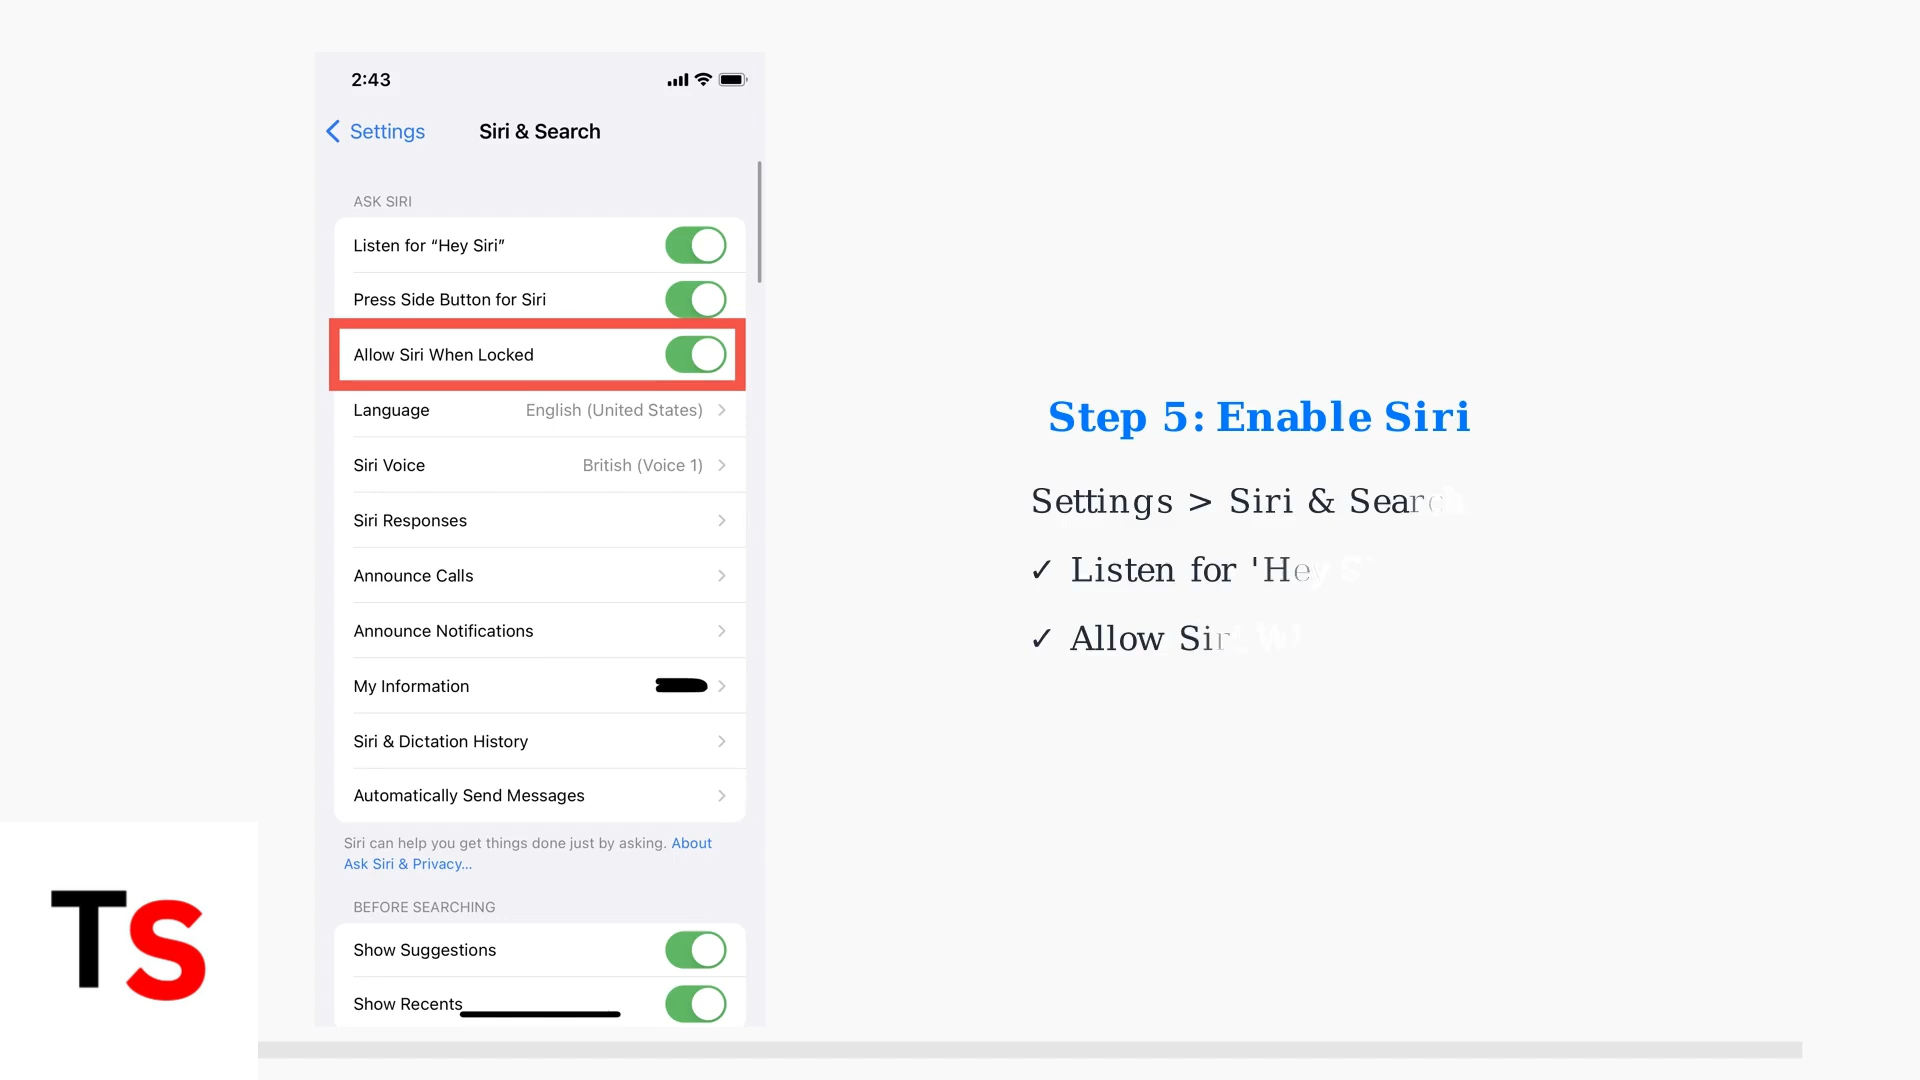 2:43
Settings
Siri & Search
ASK SIRI
Listen for “Hey Siri”
Press Side Button for Siri
Allow Siri When Locked
Language English (United States)
Siri Voice British (Voice 1)
Siri Responses
Announce Calls
Announce Notifications
My Information
Siri & Dictation History
Automatically Send Messages
Siri can help you get things done just by asking. About
Ask Siri & Privacy...
BEFORE SEARCHING
Show Suggestions
Show Recents
Step 5: Enable Siri
Settings > Siri & Search
✓ Listen for 'Hey
✓ Allow Siri
TS